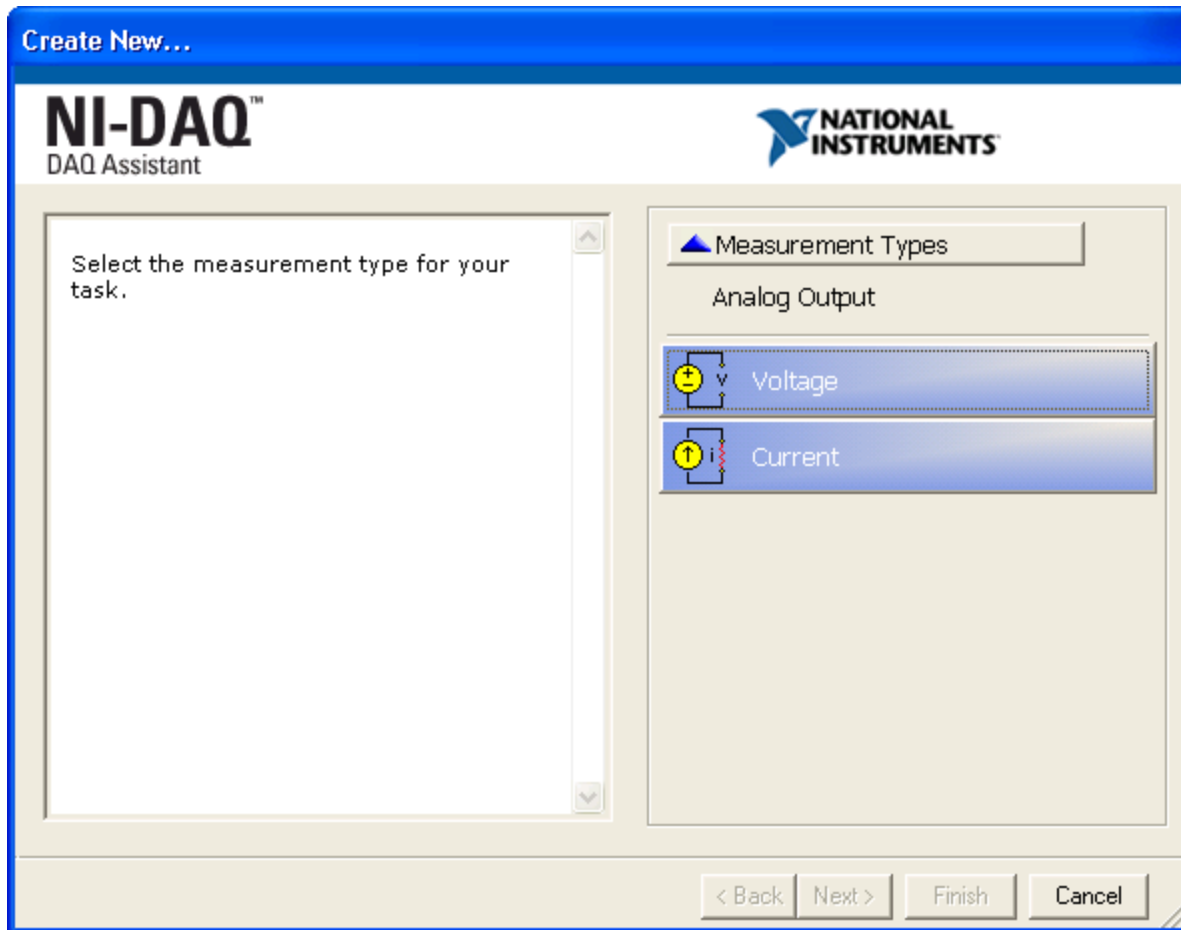 Create New...
NI-DAQ™
DAQ Assistant
NATIONAL
INSTRUMENTS
Select the measurement type for your
task.
Measurement Types
Analog Output
V
Voltage
i
Current
< Back
Next >
Finish
Cancel